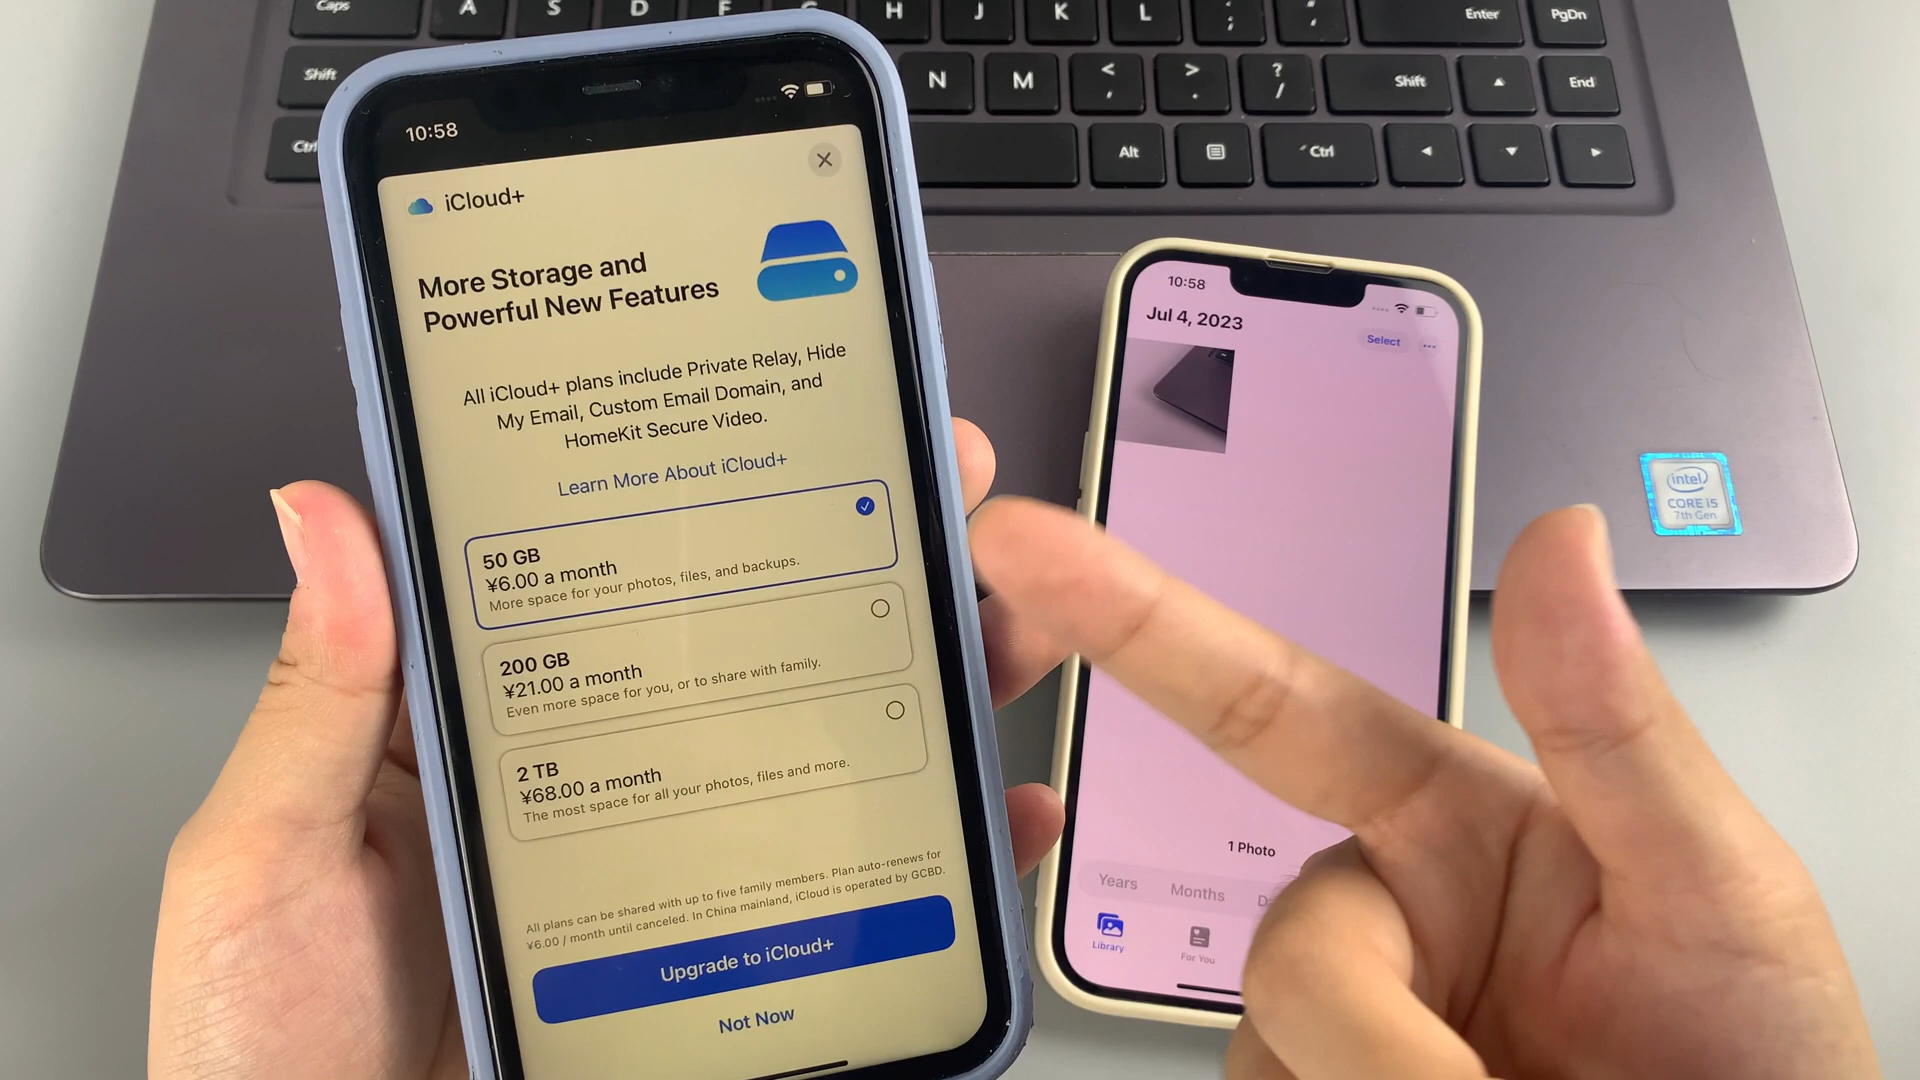 Caps
A
S
D
F
G
H
J
K
L
:
;
"
'
Enter
PgDn
Shift
N
M
<
,
>
.
?
/
Shift
End
Ctrl
Alt
Ctrl
10:58
iCloud+
More Storage and
Powerful New Features
All iCloud+ plans include Private Relay, Hide
My Email, Custom Email Domain, and
HomeKit Secure Video.
Learn More About iCloud+
50 GB
¥6.00 a month
More space for your photos, files, and backups.
200 GB
¥21.00 a month
Even more space for you, or to share with family.
2 TB
¥68.00 a month
The most space for all your photos, files and more.
All plans can be shared with up to five family members. Plan auto-renews for
¥6.00 / month until canceled. In China mainland, iCloud is operated by GCBD.
Upgrade to iCloud+
Not Now
10:58
Jul 4, 2023
Select
1 Photo
Years
Months
Library
For You
intel
CORE i5
7th Gen